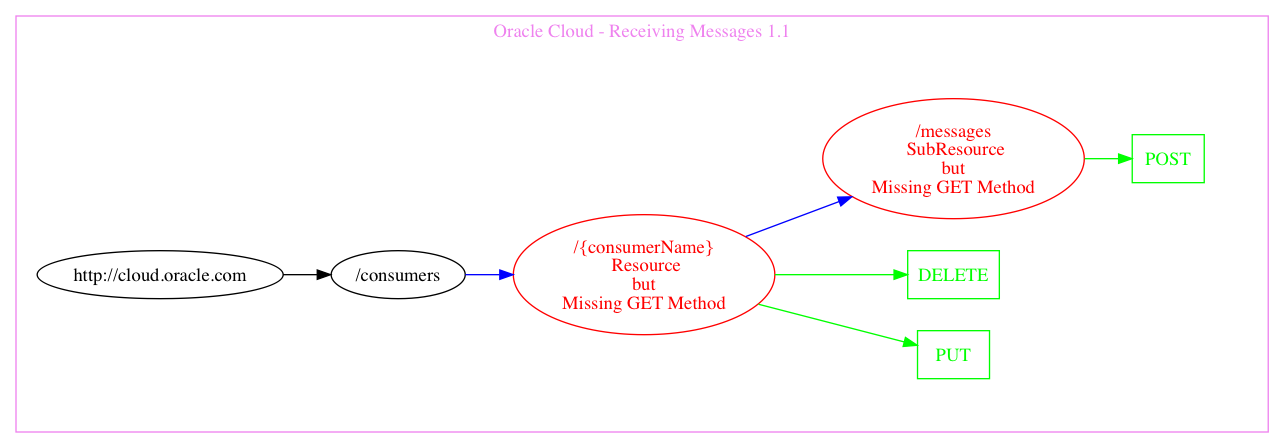 Oracle Cloud - Receiving Messages 1.1
http://cloud.oracle.com
/consumers
/{consumerName}
Resource
but
Missing GET Method
/messages
SubResource
but
Missing GET Method
POST
DELETE
PUT